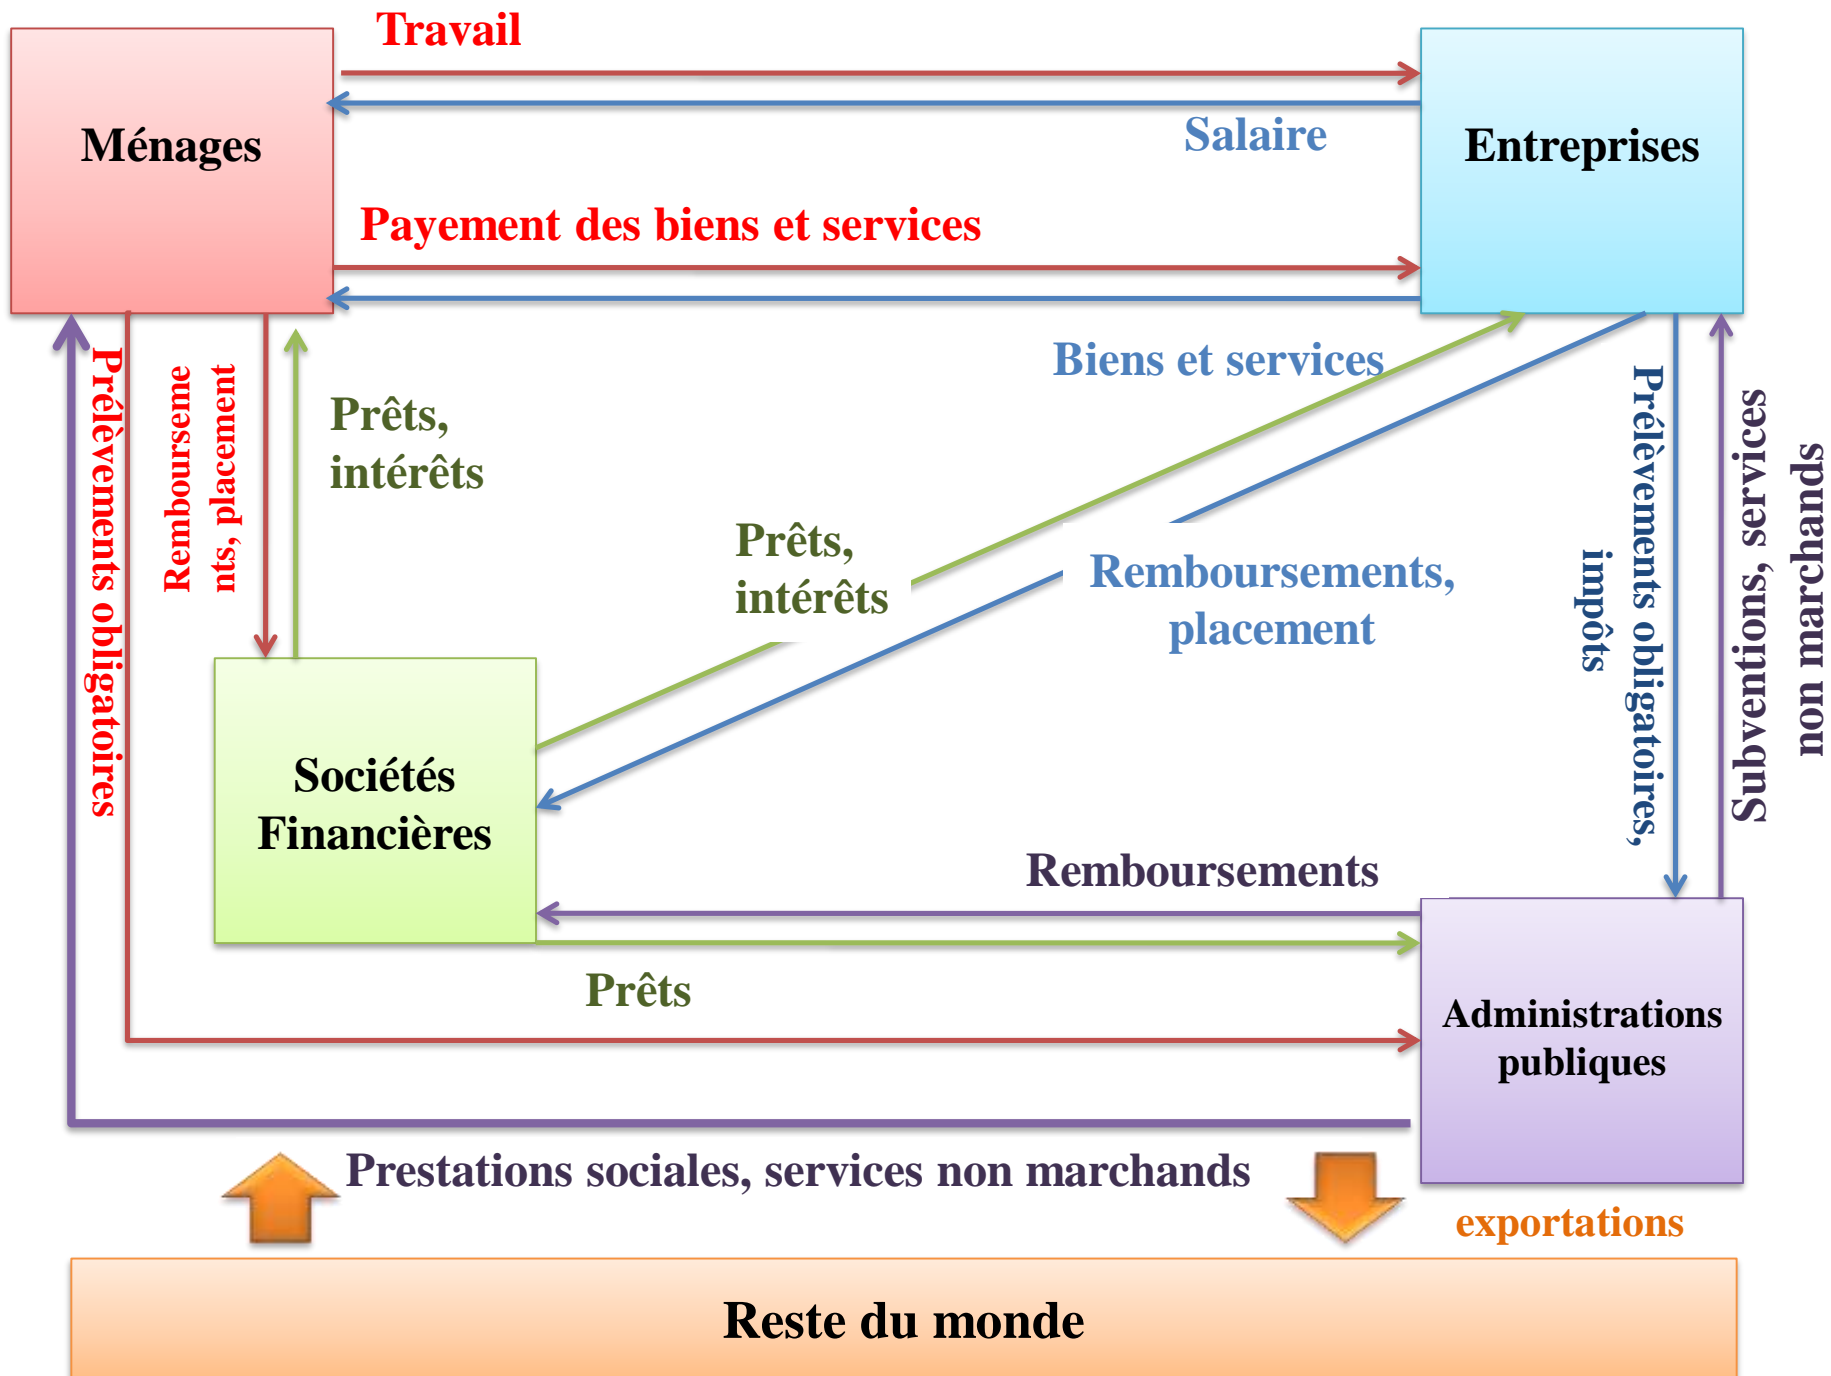 Travail
Ménages
Entreprises
Salaire
Payement des biens et services
Biens et services
Prélèvements obligatoires
Rembourseme
nts, placement
Prêts,
intérêts
Prêts,
intérêts
Remboursements,
placement
Prélèvements obligatoires,
impôts
Subventions, services
non marchands
Sociétés
Financières
Remboursements
Prêts
Administrations
publiques
Prestations sociales, services non marchands
exportations
Reste du monde